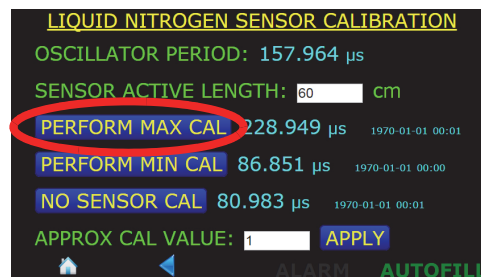 LIQUID NITROGEN SENSOR CALIBRATION
OSCILLATOR PERIOD: 157.964 µs
SENSOR ACTIVE LENGTH: 60 cm
PERFORM MAX CAL 228.949 µs 1970-01-01 00:01
PERFORM MIN CAL 86.851 µs 1970-01-01 00:00
NO SENSOR CAL 80.983 µs 1970-01-01 00:01
APPROX CAL VALUE: 1 APPLY
ALARM AUTOFILL